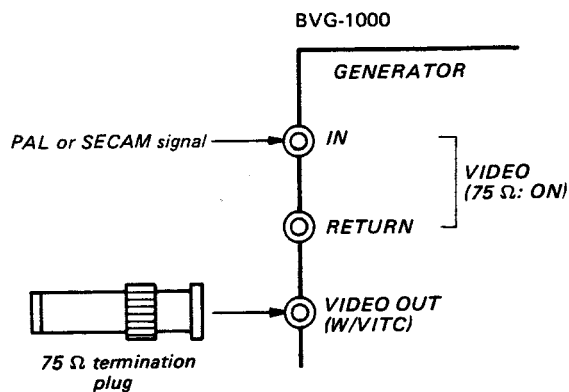 BVG-1000
GENERATOR
PAL or SECAM signal
IN
VIDEO
(75 Ω: ON)
RETURN
VIDEO OUT
(W/VITC)
75 Ω termination
plug